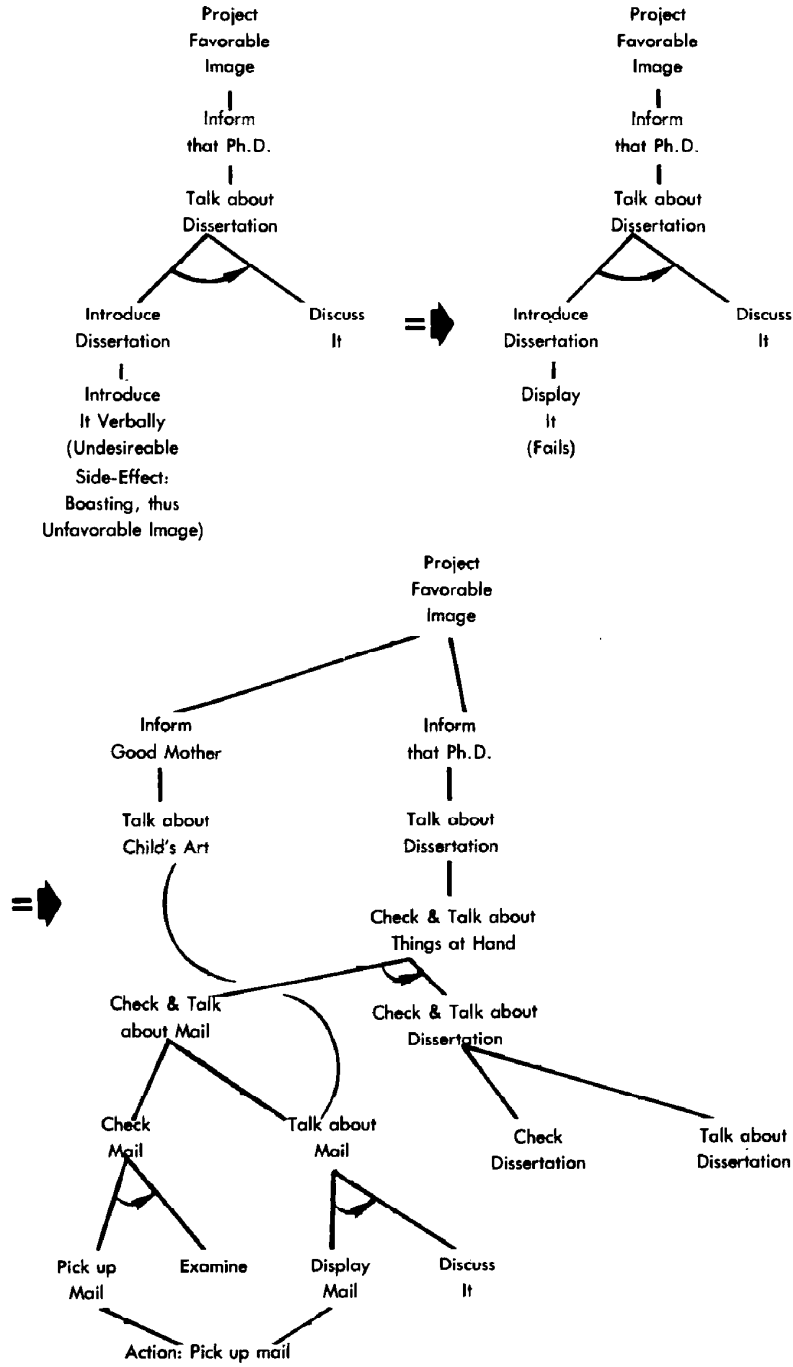 Project
Favorable
Image
Inform
that Ph.D.
Talk about
Dissertation
Introduce
Dissertation
Discuss
It
Introduce
It Verbally
(Undesireable
Side-Effect:
Boasting, thus
Unfavorable Image)
=
Project
Favorable
Image
Inform
that Ph.D.
Talk about
Dissertation
Introduce
Dissertation
Discuss
It
Display
It
(Fails)
=
Project
Favorable
Image
Inform
Good Mother
Inform
that Ph.D.
Talk about
Child's Art
Talk about
Dissertation
Check & Talk about
Things at Hand
Check & Talk
about Mail
Check & Talk about
Dissertation
Check
Mail
Talk about
Mail
Check
Dissertation
Talk about
Dissertation
Pick up
Mail
Examine
Display
Mail
Discuss
It
Action: Pick up mail